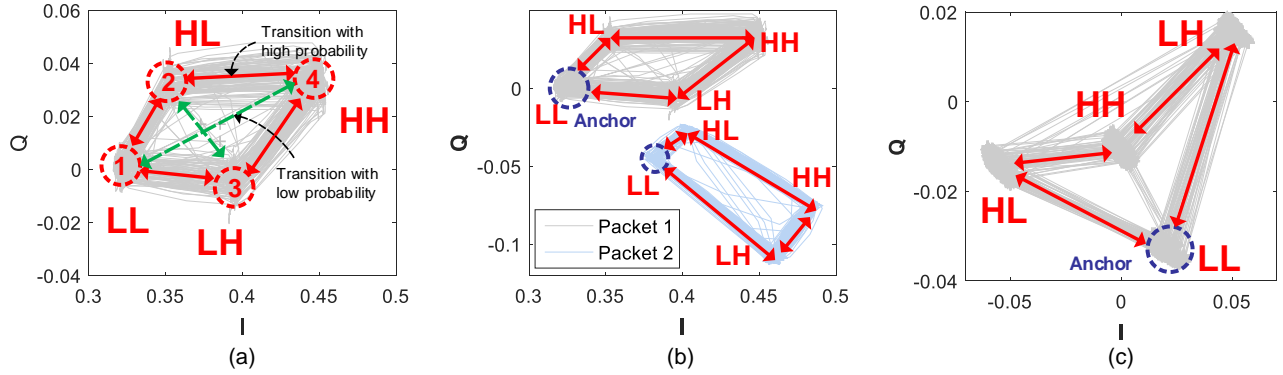 0.06
0.04
0.02
0
-0.02
-0.04
Q
HL
Transition with
high probability
2
4
HH
1
3
Transition with
low probability
LL
LH
0.3
0.35
0.4
0.45
0.5
I
(a)
0
-0.05
-0.1
Q
HL
HH
LL
Anchor
LH
HL
LL
HH
LH
Packet 1
Packet 2
0.3
0.35
0.4
0.45
0.5
I
(b)
0.02
0
-0.02
-0.04
Q
LH
HH
HL
Anchor
LL
-0.05
0
0.05
I
(c)